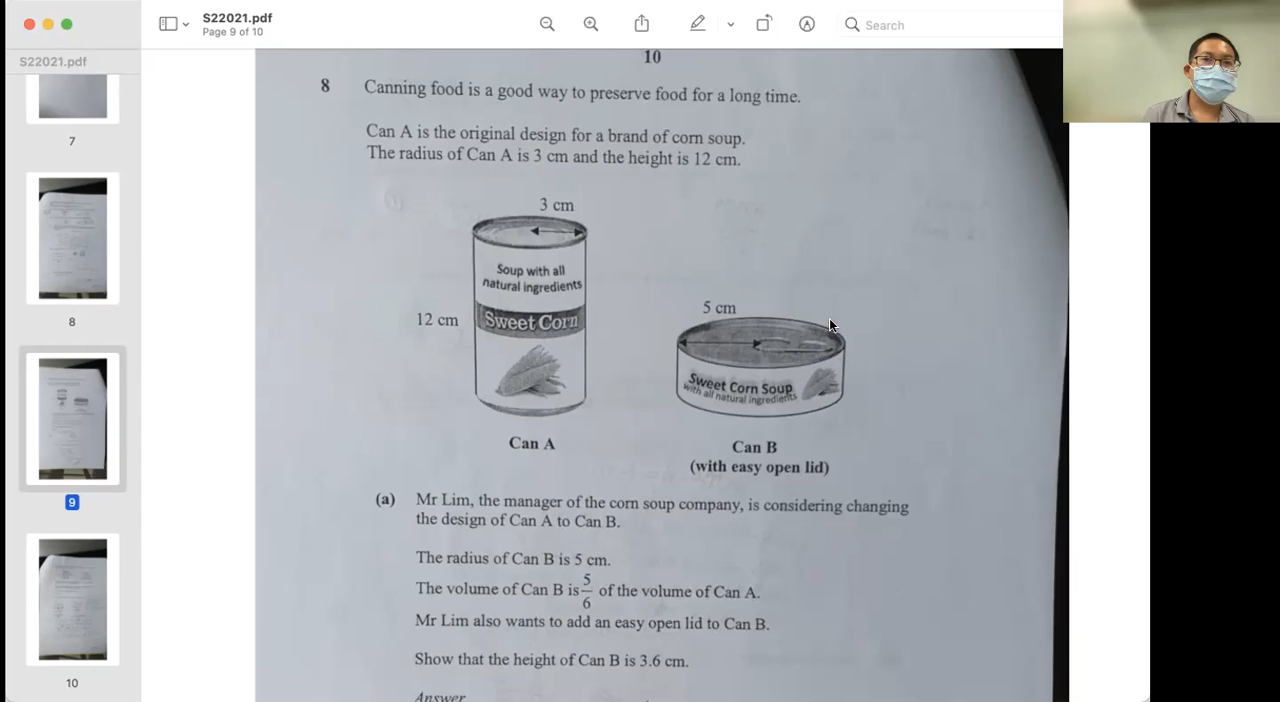 S22021.pdf
Page 9 of 10
Search
S22021.pdf
7
8
9
10
10
8 Canning food is a good way to preserve food for a long time.
Can A is the original design for a brand of corn soup.
The radius of Can A is 3 cm and the height is 12 cm.
3 cm
Soup with all
natural ingredients
Sweet Corn
12 cm
5 cm
Sweet Corn Soup
with all natural ingredients
Can A
Can B
(with easy open lid)
(a) Mr Lim, the manager of the corn soup company, is considering changing
the design of Can A to Can B.
The radius of Can B is 5 cm.
The volume of Can B is 5/6 of the volume of Can A.
Mr Lim also wants to add an easy open lid to Can B.
Show that the height of Can B is 3.6 cm.
Answer